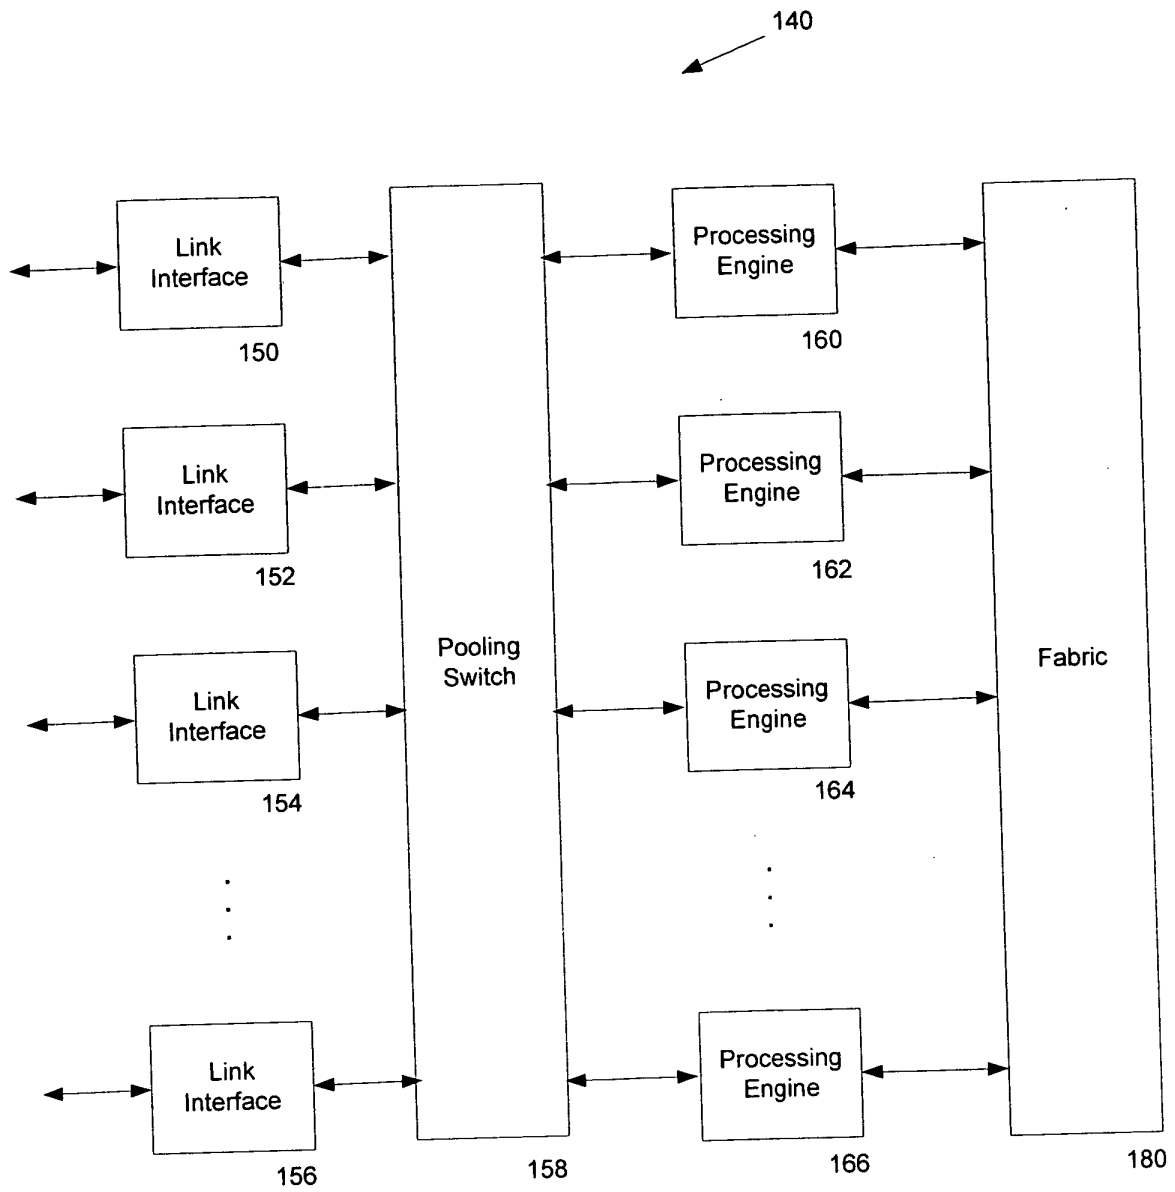 140
Link
Interface
150
Processing
Engine
160
Link
Interface
152
Processing
Engine
162
Pooling
Switch
Fabric
Link
Interface
154
Processing
Engine
164
Link
Interface
156
158
Processing
Engine
166
180